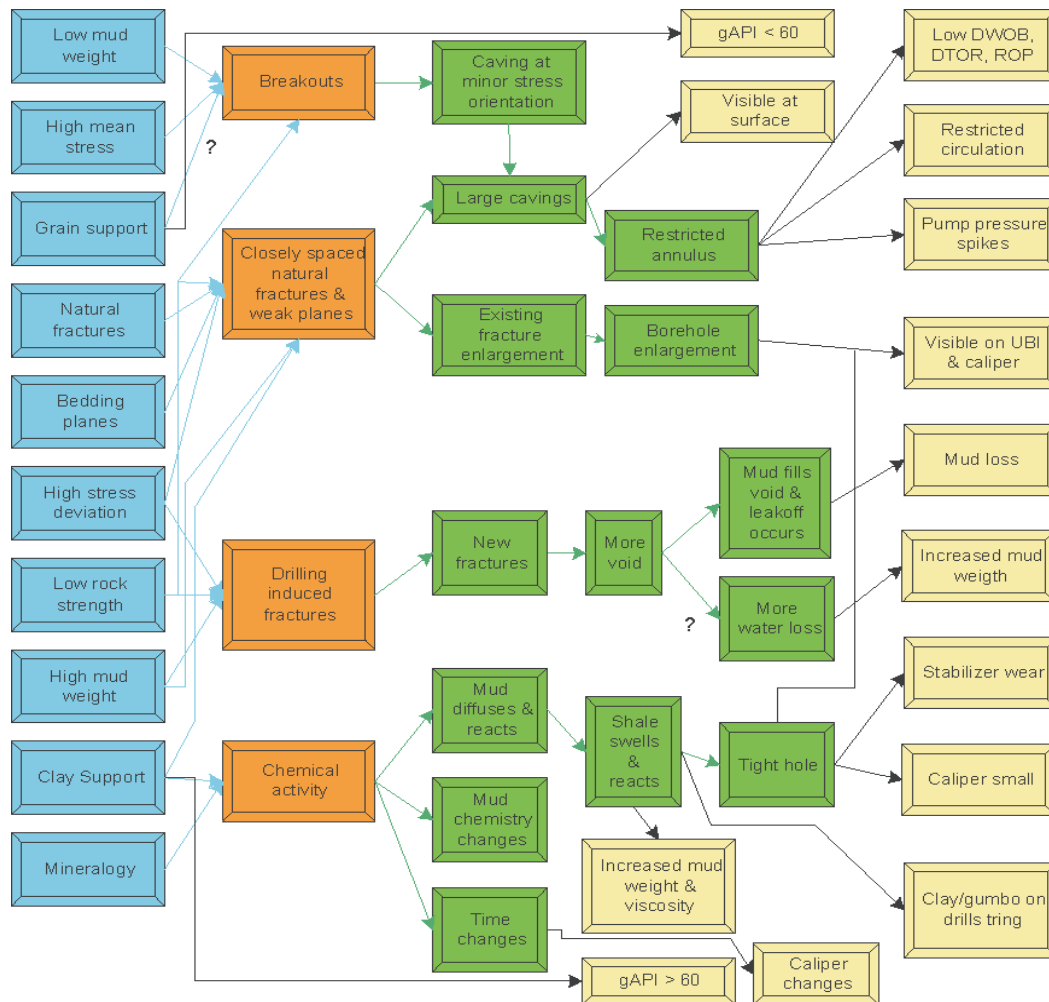 Low mud
weight
High mean
stress
Grain support
Natural
fractures
Bedding
planes
High stress
deviation
Low rock
strength
High mud
weight
Clay Support
Mineralogy
?
Breakouts
Closely spaced
natural
fractures &
weak planes
Drilling
induced
fractures
Chemical
activity
Caving at
minor stress
orientation
Large cavings
Restricted
annulus
Existing
fracture
enlargement
Borehole
enlargement
New
fractures
More
void
Mud fills
void &
leakoff
occurs
?
More
water loss
Mud
diffuses &
reacts
Shale
swells
&
reacts
Tight hole
Mud
chemistry
changes
Time
changes
gAPI < 60
Visible at
surface
Low DWOB,
DTOR, ROP
Restricted
circulation
Pump pressure
spikes
Visible on UBI
& caliper
Mud loss
Increased mud
weigth
Stabilizer wear
Caliper small
Clay/gumbo on
drills tring
Increased mud
weight &
viscosity
gAPI > 60
Caliper
changes